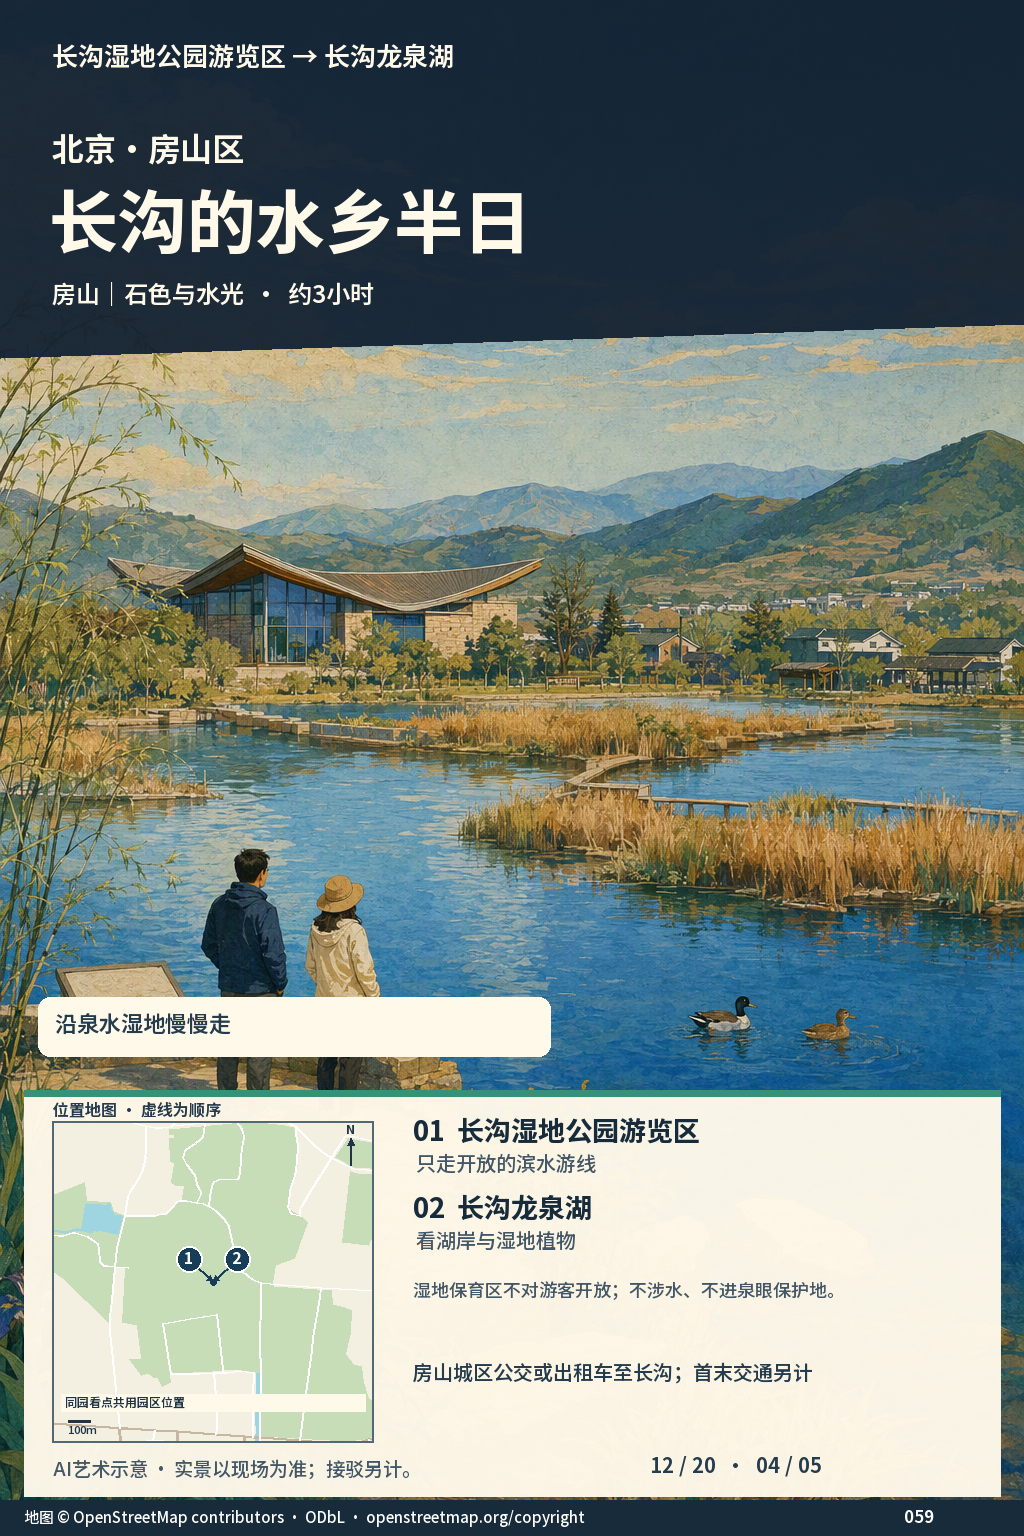 长沟湿地公园游览区 → 长沟龙泉湖
北京・房山区
长沟的水乡半日
房山｜石色与水光 ・ 约3小时
沿泉水湿地慢慢走
位置地图 ・ 虚线为顺序
N
1 2
同园看点共用园区位置
100m
01 长沟湿地公园游览区
只走开放的滨水游线
02 长沟龙泉湖
看湖岸与湿地植物
湿地保育区不对游客开放；不涉水、不进泉眼保护地。
房山城区公交或出租车至长沟；首末交通另计
AI艺术示意 ・ 实景以现场为准；接驳另计。
12 / 20 ・ 04 / 05
地图 © OpenStreetMap contributors ・ ODbL ・ openstreetmap.org/copyright
059